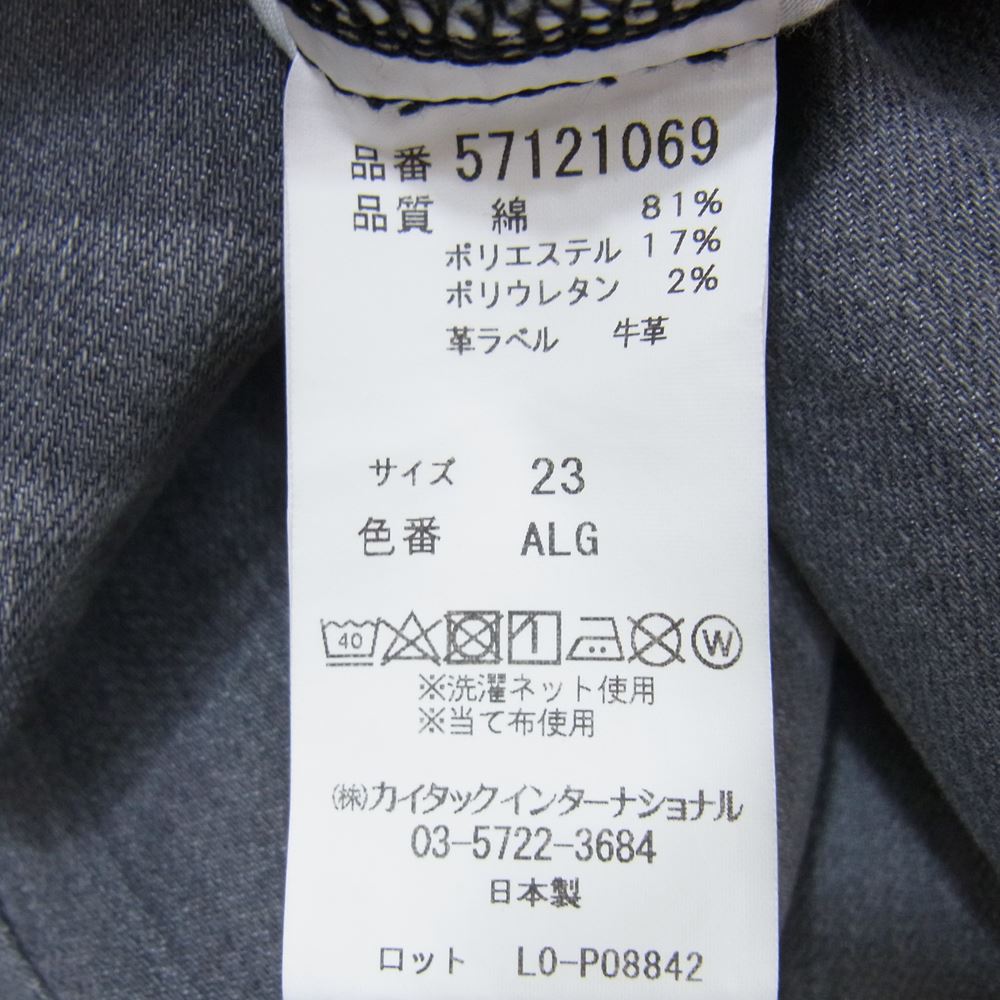 品番 57121069
品質 綿 81%
ポリエステル 17%
ポリウレタン 2%
革ラベル 牛革
サイズ 23
色番 ALG
40 W
※洗濯ネット使用
※当て布使用
㈱カイタックインターナショナル
03-5722-3684
日本製
ロット L0-P08842